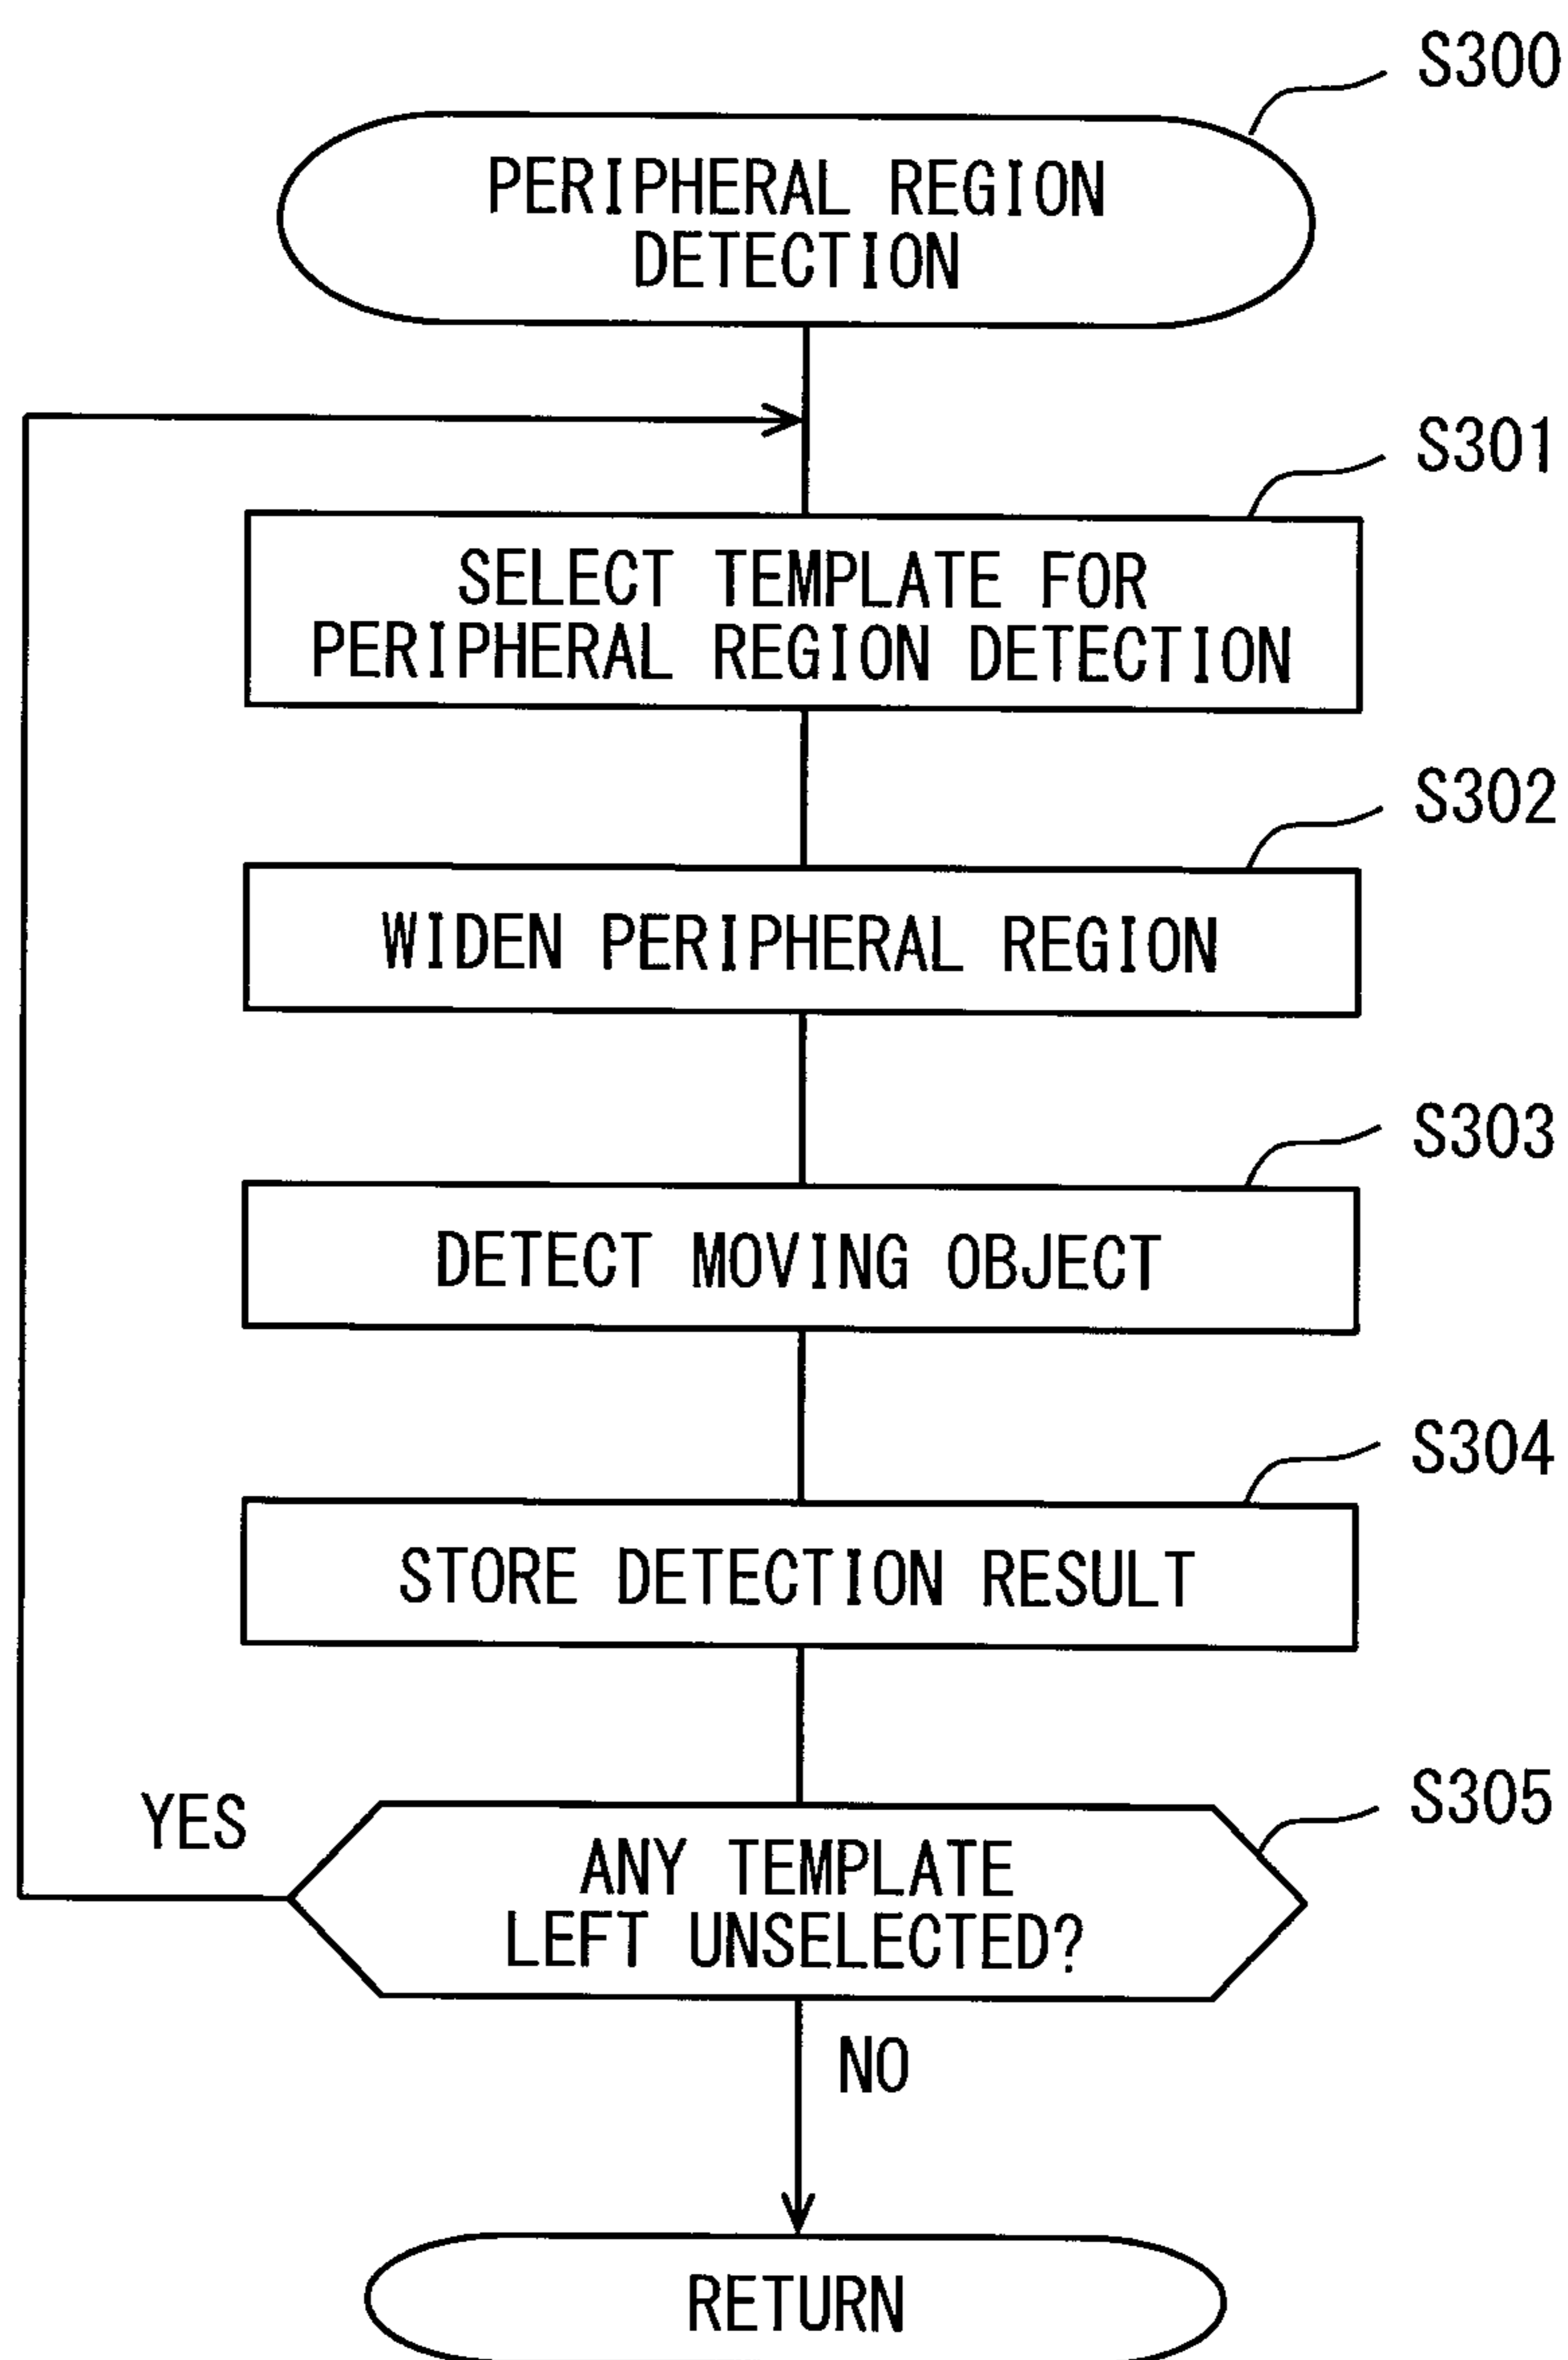 S300
PERIPHERAL REGION
DETECTION
S301
SELECT TEMPLATE FOR
PERIPHERAL REGION DETECTION
S302
WIDEN PERIPHERAL REGION
S303
DETECT MOVING OBJECT
S304
STORE DETECTION RESULT
S305
YES
ANY TEMPLATE
LEFT UNSELECTED?
NO
RETURN